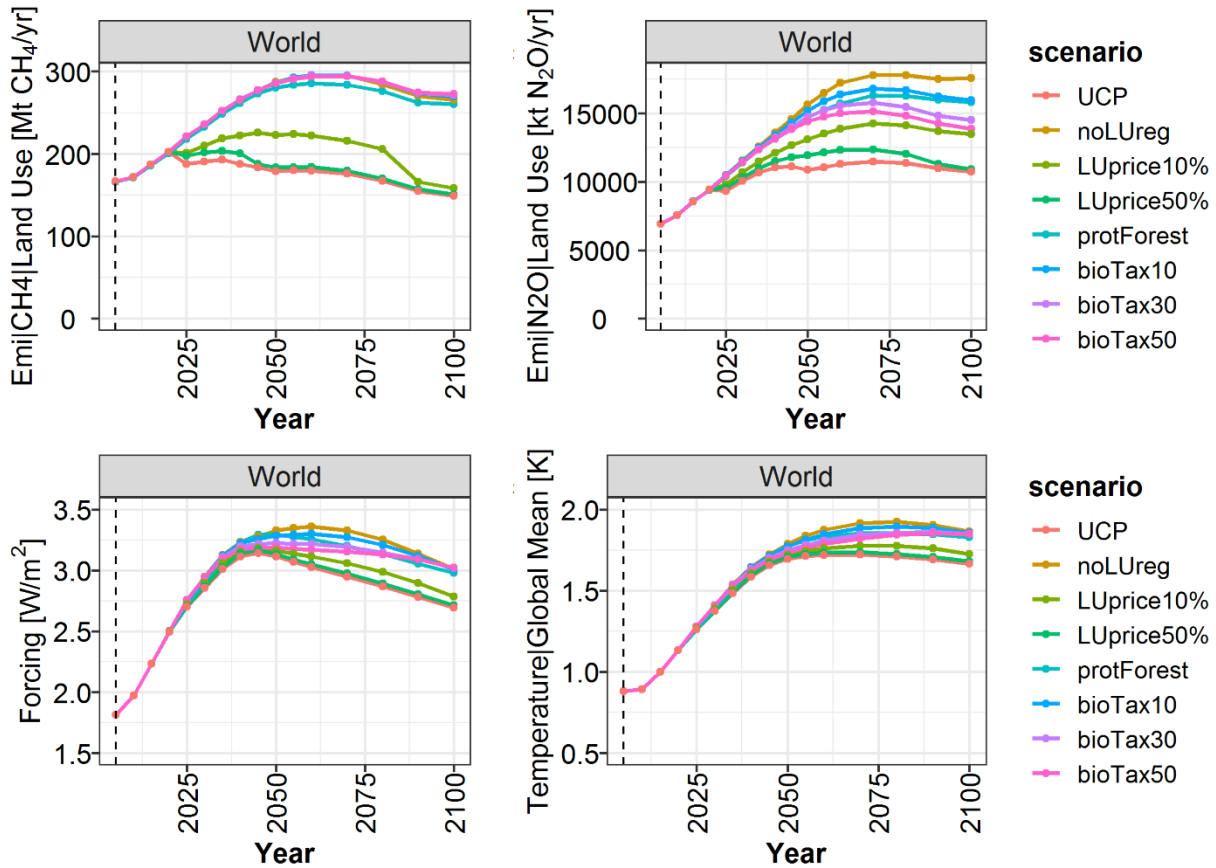 World
Emi|CH4|Land Use [Mt CH₄/yr]
300
200
100
0
2025
2050
2075
2100
Year
World
Emi|N2O|Land Use [kt N₂O/yr]
15000
10000
5000
0
2025
2050
2075
2100
Year
scenario
UCP
noLUreg
LUprice10%
LUprice50%
protForest
bioTax10
bioTax30
bioTax50
World
Forcing [W/m²]
3.5
3.0
2.5
2.0
1.5
2025
2050
2075
2100
Year
World
Temperature|Global Mean [K]
2.0
1.5
1.0
0.5
2025
2050
2075
2100
Year
scenario
UCP
noLUreg
LUprice10%
LUprice50%
protForest
bioTax10
bioTax30
bioTax50